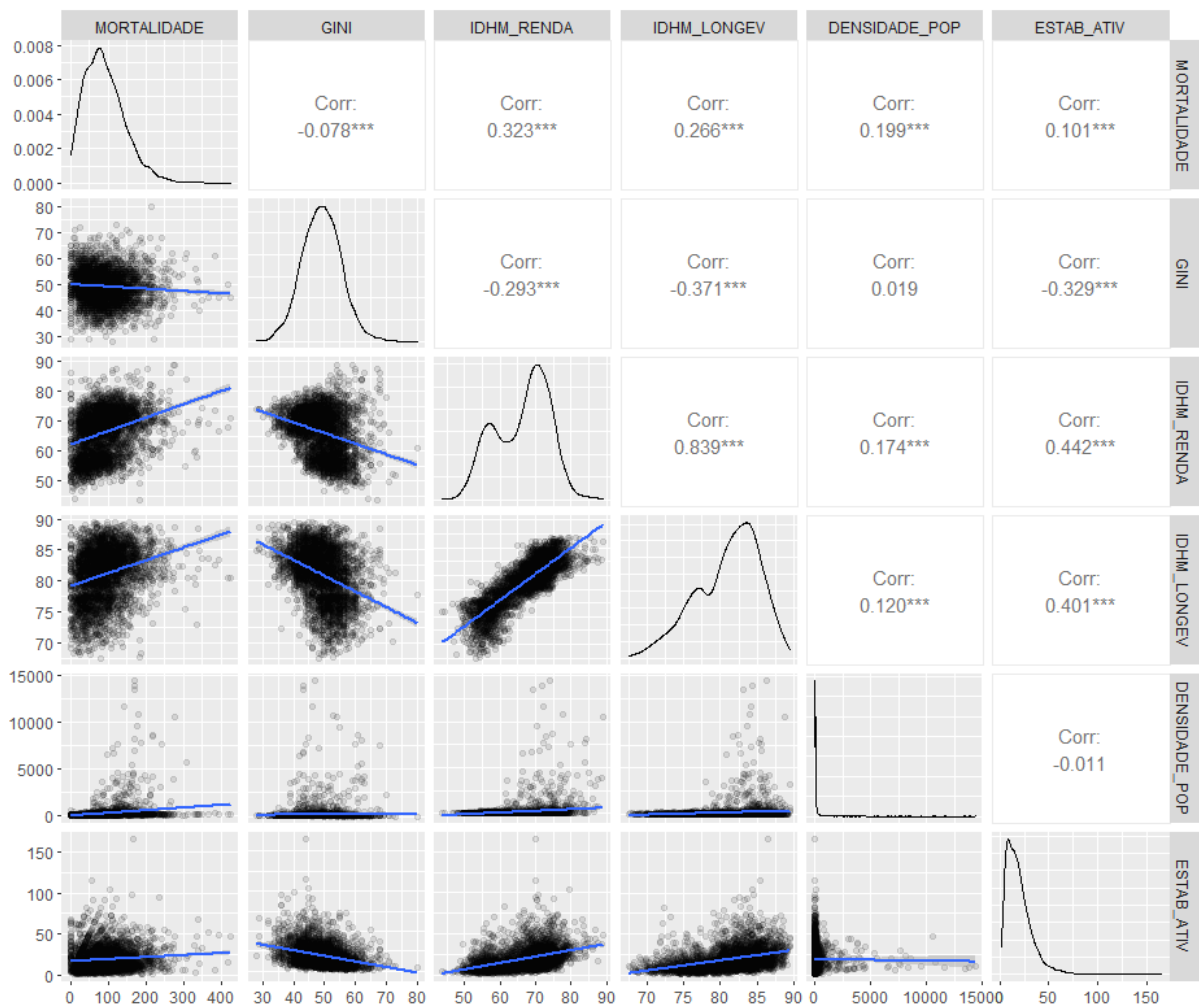 MORTALIDADE GINI IDHM_RENDA IDHM_LONGEV DENSIDADE_POP ESTAB_ATIV
0.008
0.006
0.004
0.002
0.000
Corr:
-0.078***
Corr:
0.323***
Corr:
0.266***
Corr:
0.199***
Corr:
0.101***
MORTALIDADE
80
70
60
50
40
30
Corr:
-0.293***
Corr:
-0.371***
Corr:
0.019
Corr:
-0.329***
GINI
90
80
70
60
50
Corr:
0.839***
Corr:
0.174***
Corr:
0.442***
IDHM_RENDA
90
85
80
75
70
Corr:
0.120***
Corr:
0.401***
IDHM_LONGEV
15000
10000
5000
0
Corr:
-0.011
DENSIDADE_POP
150
100
50
0
ESTAB_ATIV
0 100 200 300 400
30 40 50 60 70 80
50 60 70 80 90
70 75 80 85 90
0 5000 10000 15000
0 50 100 150